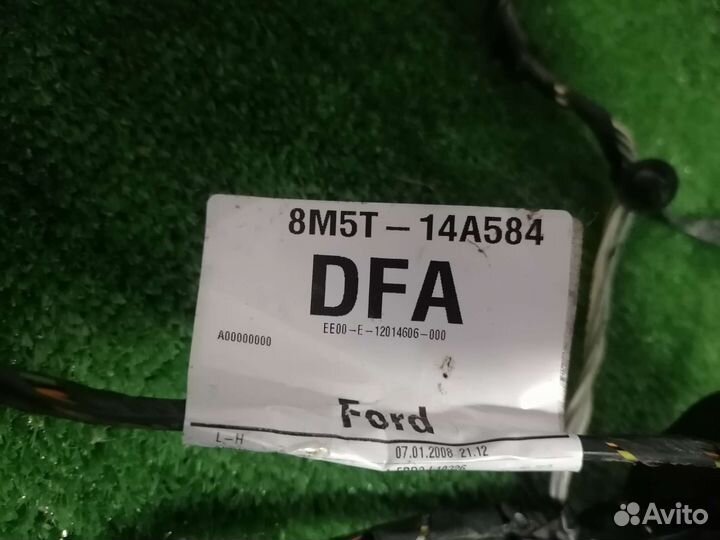 8M5T-14A584
DFA
EE00-E-12014606-000
A00000000
Ford
L-H
07.01.2008 21.12
Avito